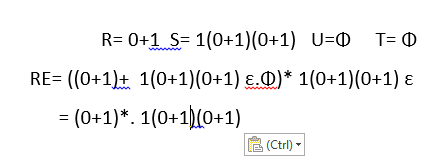 R= 0+1 S= 1(0+1)(0+1) U=Φ T= Φ
RE= ((0+1)+ 1(0+1)(0+1) ε.Φ)* 1(0+1)(0+1) ε
= (0+1)*. 1(0+1)(0+1)
(Ctrl)